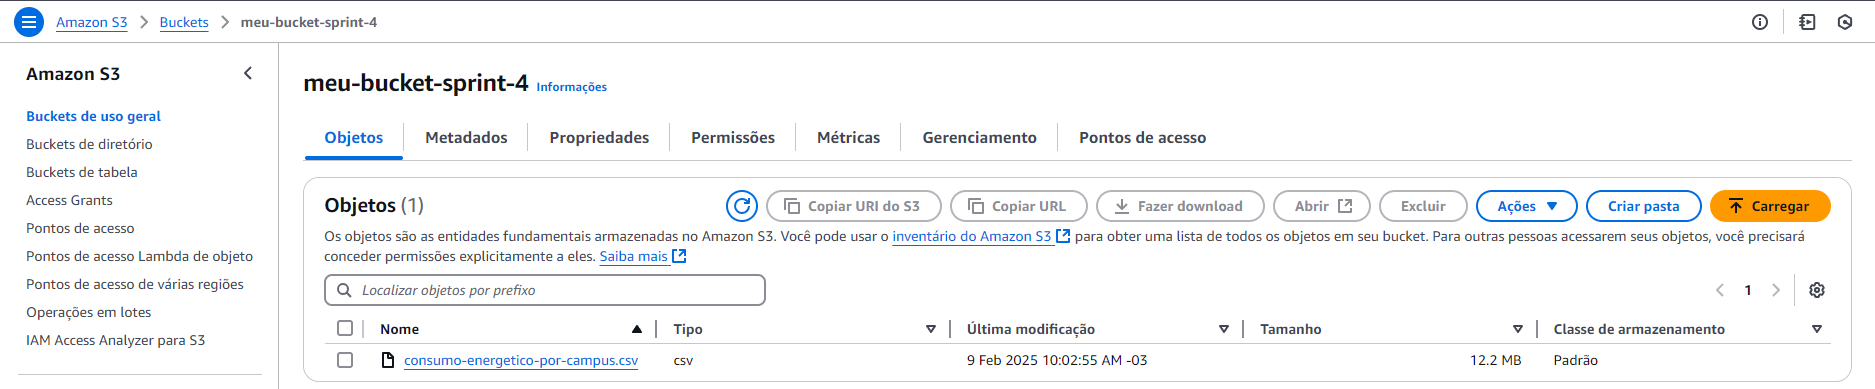 Amazon S3 Buckets meu-bucket-sprint-4
Amazon S3
Buckets de uso geral
Buckets de diretório
Buckets de tabela
Access Grants
Pontos de acesso
Pontos de acesso Lambda de objeto
Pontos de acesso de várias regiões
Operações em lotes
IAM Access Analyzer para S3
meu-bucket-sprint-4 Informações
Objetos Metadados Propriedades Permissões Métricas Gerenciamento Pontos de acesso
Objetos (1) Copiar URI do S3 Copiar URL Fazer download Abrir Excluir Ações Criar pasta Carregar
Os objetos são as entidades fundamentais armazenadas no Amazon S3. Você pode usar o inventário do Amazon S3 para obter uma lista de todos os objetos em seu bucket. Para outras pessoas acessarem seus objetos, você precisará
conceder permissões explicitamente a eles. Saiba mais
Localizar objetos por prefixo 1
Nome Tipo Última modificação Tamanho Classe de armazenamento
consumo-energetico-por-campus.csv csv 9 Feb 2025 10:02:55 AM -03 12.2 MB Padrão